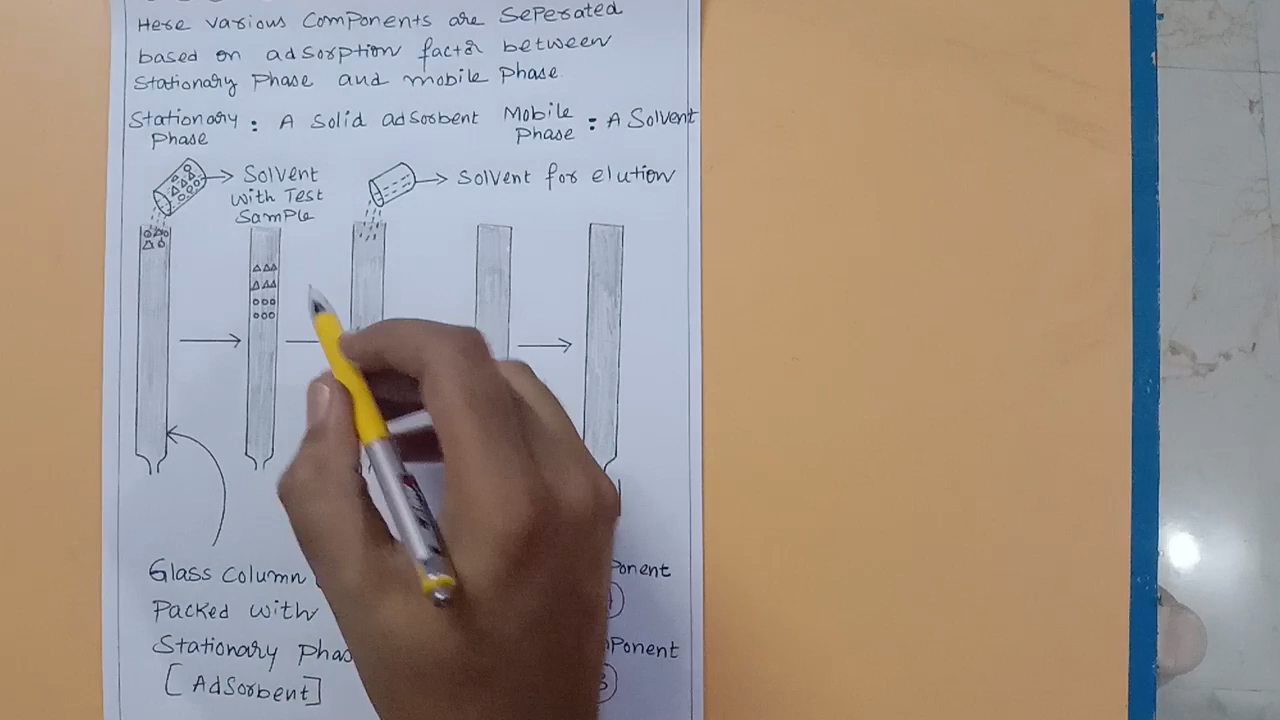 Here various components are seperated
based on adsorption factor between
Stationary phase and mobile phase.
Stationary Phase : A solid adsorbent
Mobile Phase : A Solvent
Solvent
with Test
Sample
Solvent for elution
Glass column
Packed with
Stationary phas
[Adsorbent]
ponent
ponent